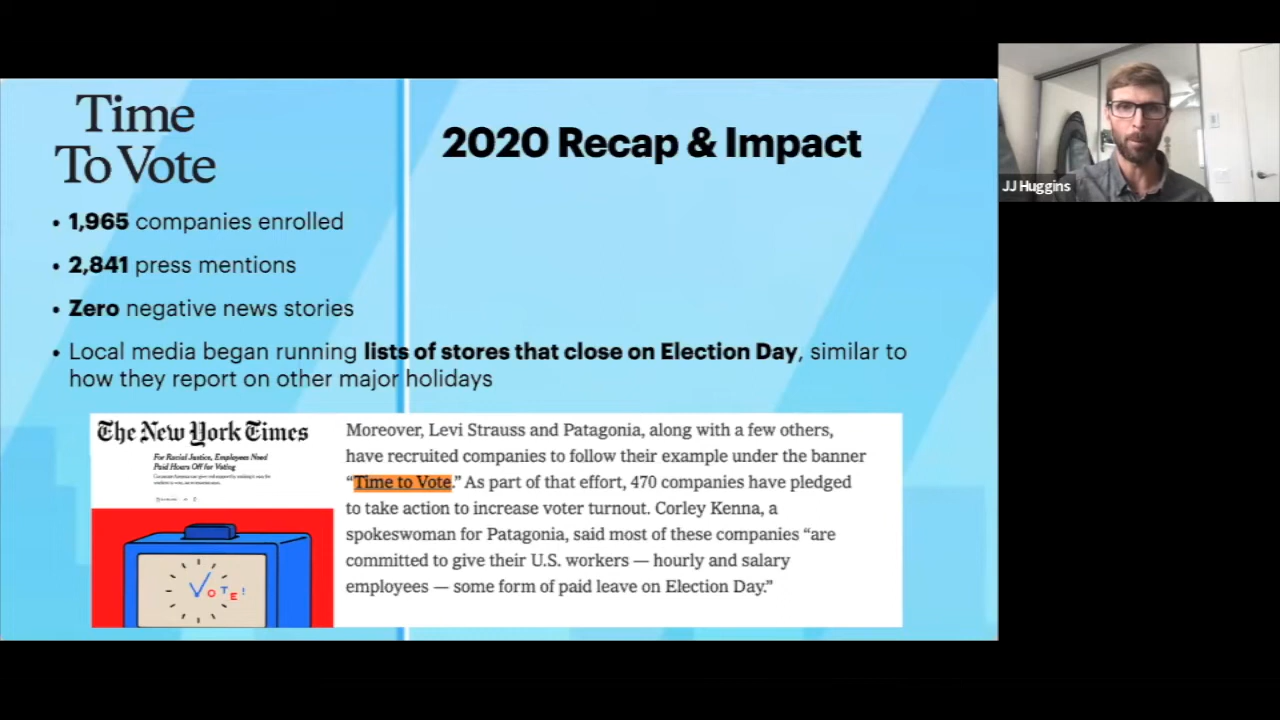 Time
To Vote
2020 Recap & Impact
• 1,965 companies enrolled
• 2,841 press mentions
• Zero negative news stories
• Local media began running lists of stores that close on Election Day, similar to
how they report on other major holidays
The New York Times
For Racial Justice, Employees Need
Paid Hours Off for Voting
VOTE!
Moreover, Levi Strauss and Patagonia, along with a few others,
have recruited companies to follow their example under the banner
“Time to Vote.” As part of that effort, 470 companies have pledged
to take action to increase voter turnout. Corley Kenna, a
spokeswoman for Patagonia, said most of these companies “are
committed to give their U.S. workers — hourly and salary
employees — some form of paid leave on Election Day.”
JJ Huggins